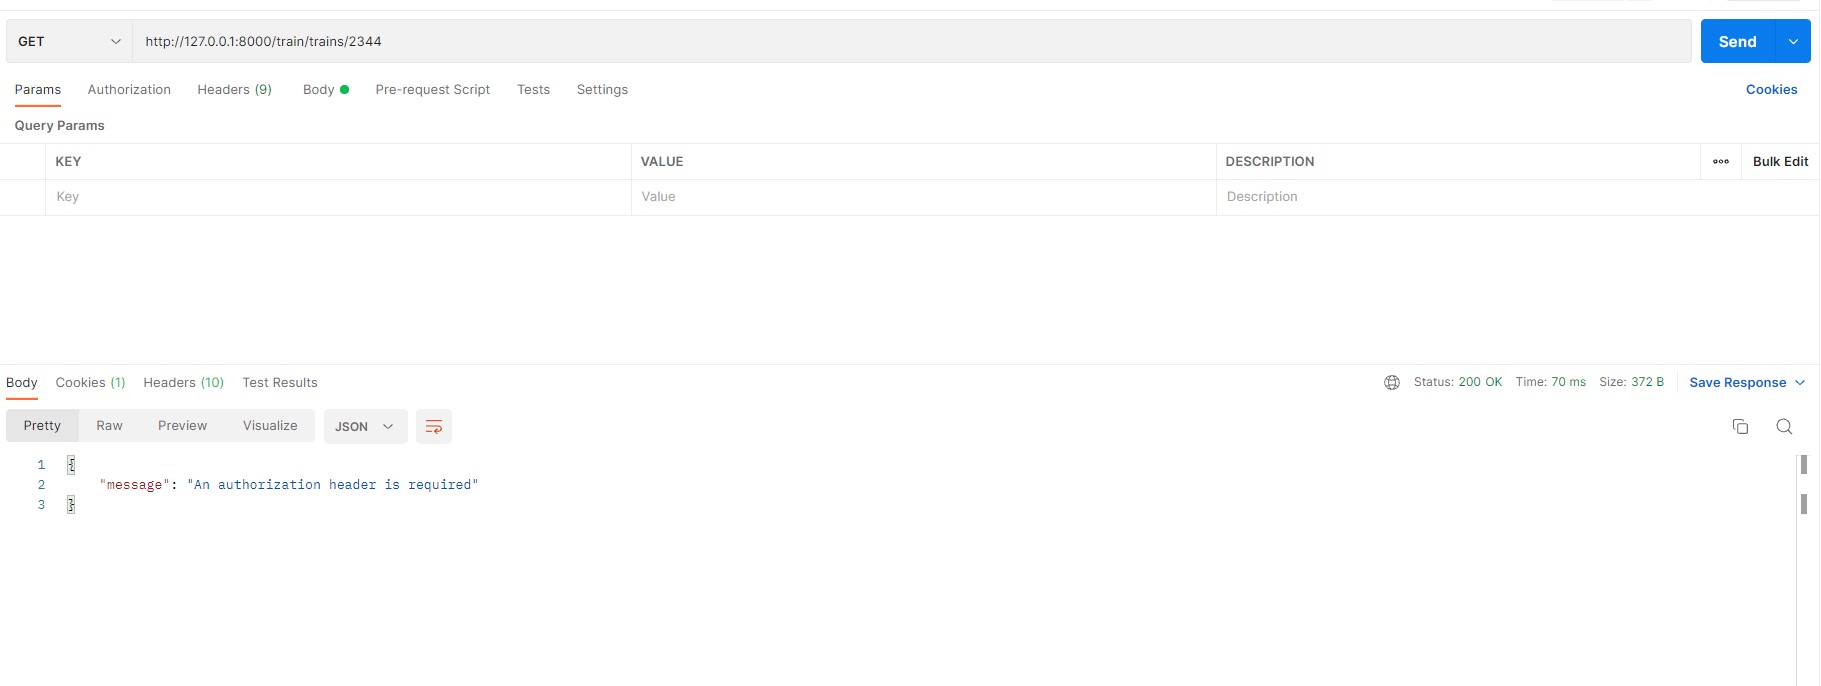 GET http://127.0.0.1:8000/train/trains/2344 Send
Params Authorization Headers (9) Body Pre-request Script Tests Settings Cookies
Query Params
KEY VALUE DESCRIPTION Bulk Edit
Key Value Description
Body Cookies (1) Headers (10) Test Results Status: 200 OK Time: 70 ms Size: 372 B Save Response
Pretty Raw Preview Visualize JSON
1 {
2 "message": "An authorization header is required"
3 }